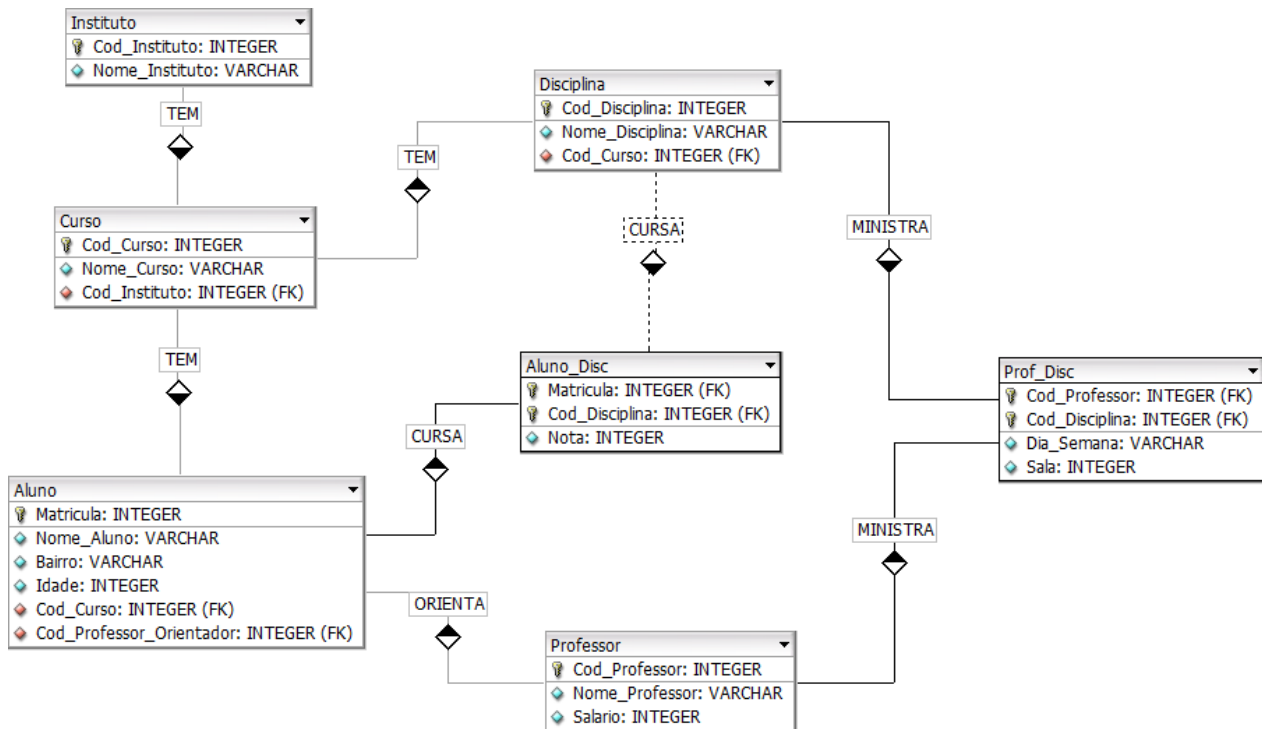 Instituto
Cod_Instituto: INTEGER
Nome_Instituto: VARCHAR
TEM
Disciplina
Cod_Disciplina: INTEGER
Nome_Disciplina: VARCHAR
Cod_Curso: INTEGER (FK)
TEM
Curso
Cod_Curso: INTEGER
Nome_Curso: VARCHAR
Cod_Instituto: INTEGER (FK)
CURSA
MINISTRA
TEM
Aluno_Disc
Matricula: INTEGER (FK)
Cod_Disciplina: INTEGER (FK)
Nota: INTEGER
Prof_Disc
Cod_Professor: INTEGER (FK)
Cod_Disciplina: INTEGER (FK)
Dia_Semana: VARCHAR
Sala: INTEGER
CURSA
Aluno
Matricula: INTEGER
Nome_Aluno: VARCHAR
Bairro: VARCHAR
Idade: INTEGER
Cod_Curso: INTEGER (FK)
Cod_Professor_Orientador: INTEGER (FK)
MINISTRA
ORIENTA
Professor
Cod_Professor: INTEGER
Nome_Professor: VARCHAR
Salario: INTEGER